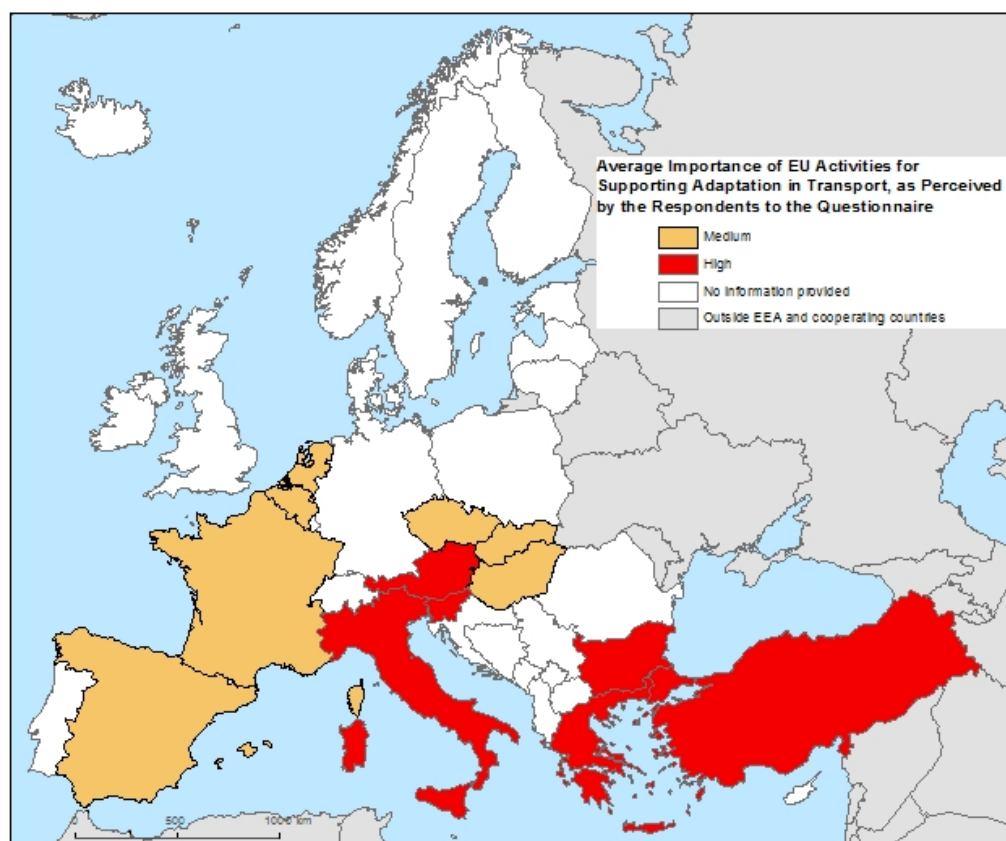 Average Importance of EU Activities for
Supporting Adaptation in Transport, as Perceived
by the Respondents to the Questionnaire
Medium
High
No information provided
Outside EEA and cooperating countries
0 500 1000 km